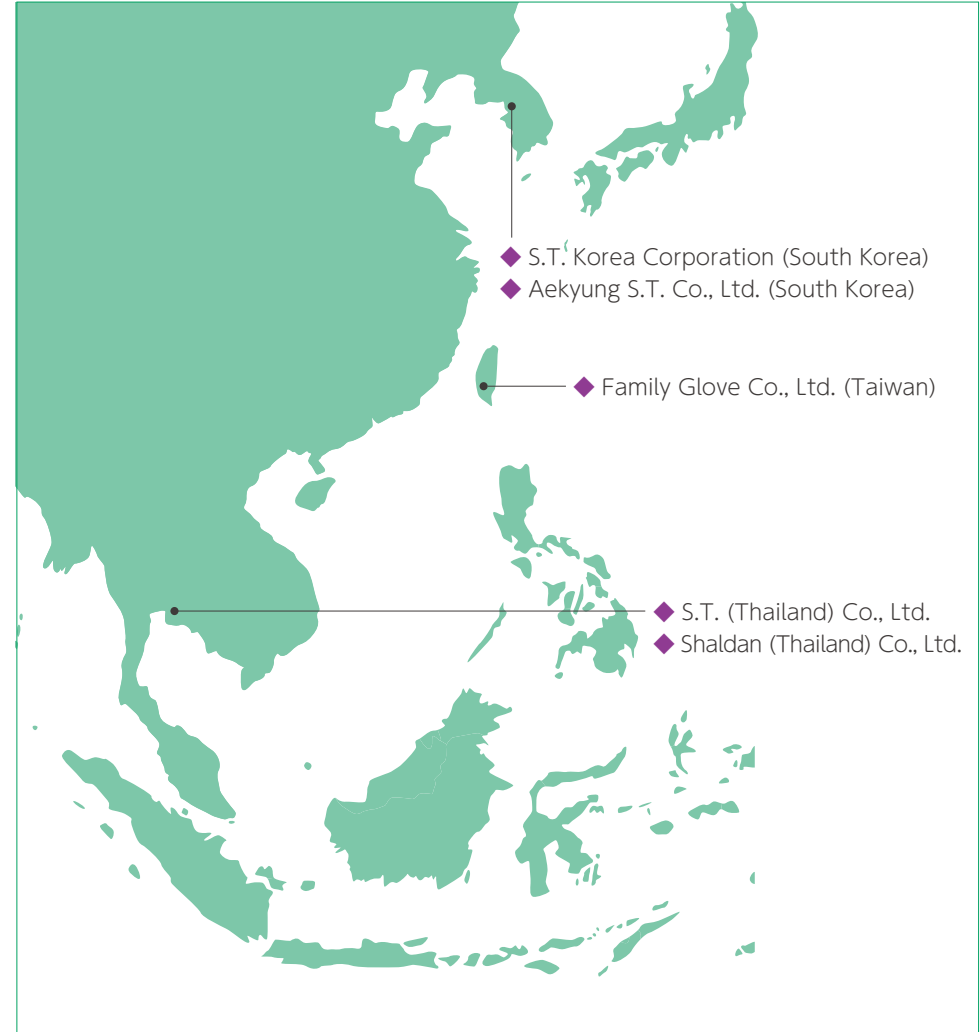 ◆ S.T. Korea Corporation (South Korea)
◆ Aekyung S.T. Co., Ltd. (South Korea)
◆ Family Glove Co., Ltd. (Taiwan)
◆ S.T. (Thailand) Co., Ltd.
◆ Shaldan (Thailand) Co., Ltd.